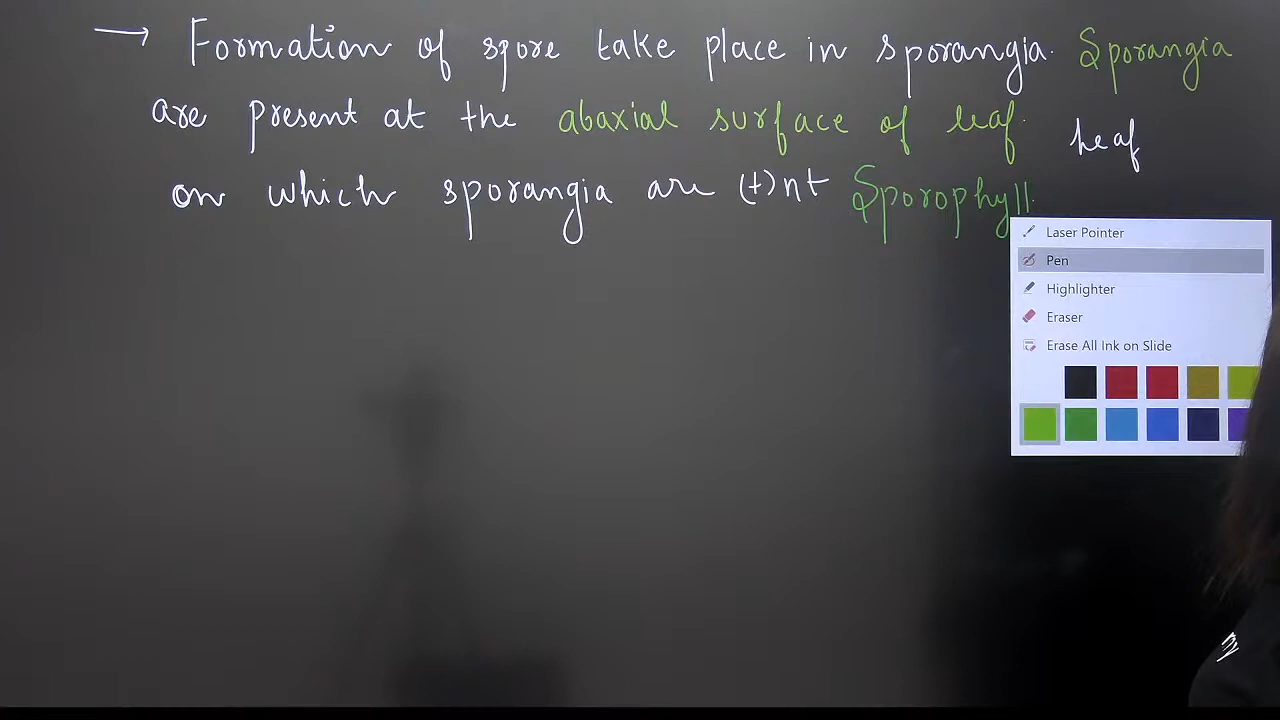 → Formation of spore take place in sporangia. Sporangia
are present at the abaxial surface of leaf. Leaf
on which sporangia are (+)nt Sporophyll.
Laser Pointer
Pen
Highlighter
Eraser
Erase All Ink on Slide